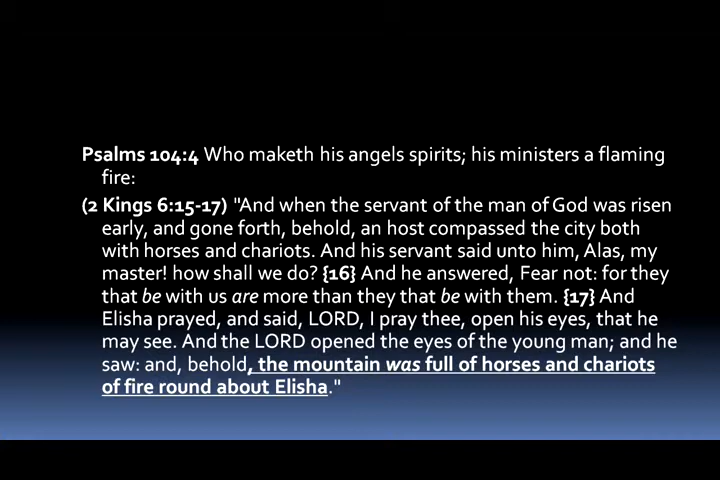 Psalms 104:4 Who maketh his angels spirits; his ministers a flaming
fire:
(2 Kings 6:15-17) "And when the servant of the man of God was risen
early, and gone forth, behold, an host compassed the city both
with horses and chariots. And his servant said unto him, Alas, my
master! how shall we do? {16} And he answered, Fear not: for they
that be with us are more than they that be with them. {17} And
Elisha prayed, and said, LORD, I pray thee, open his eyes, that he
may see. And the LORD opened the eyes of the young man; and he
saw: and, behold, the mountain was full of horses and chariots
of fire round about Elisha."